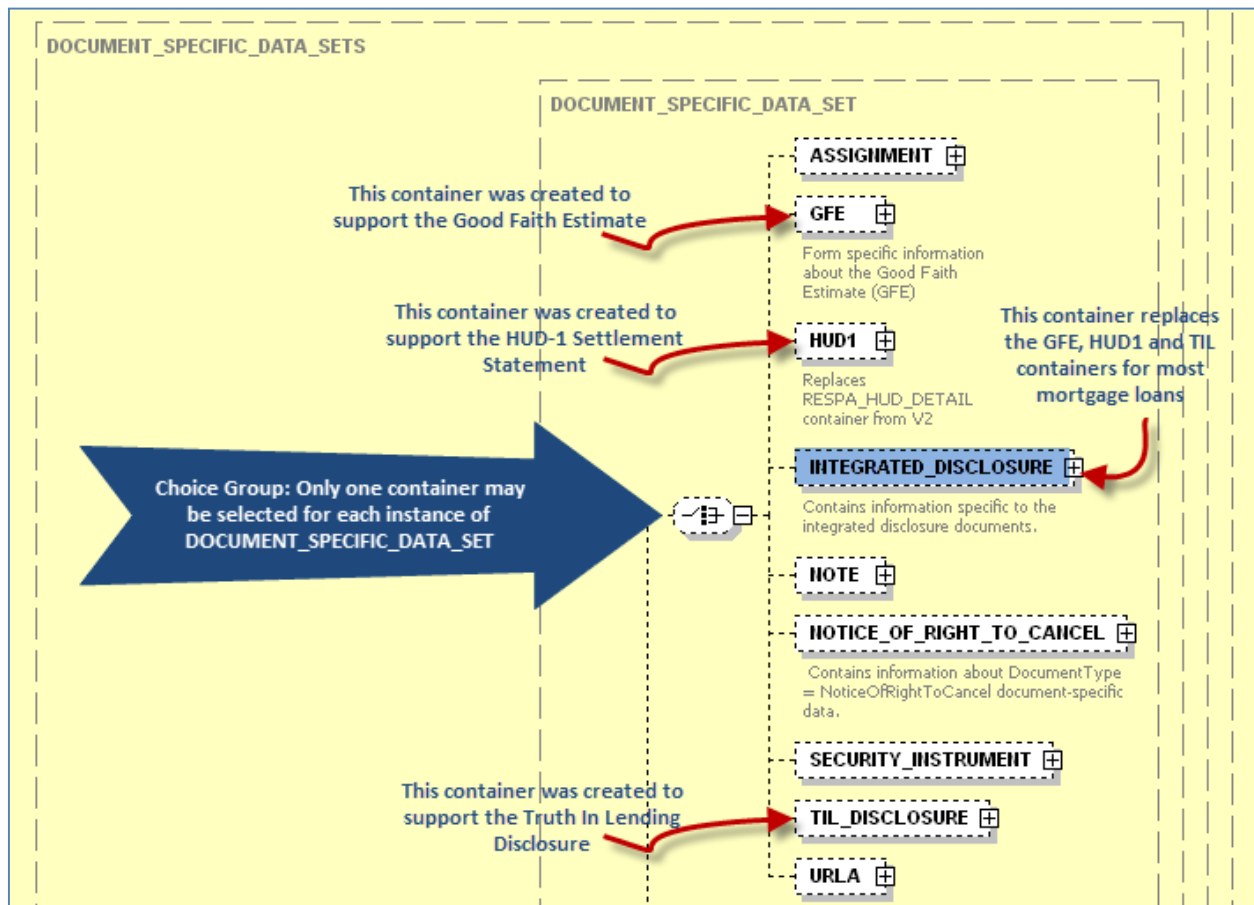 DOCUMENT_SPECIFIC_DATA_SETS
DOCUMENT_SPECIFIC_DATA_SET
ASSIGNMENT
This container was created to
support the Good Faith Estimate
GFE
Form specific information
about the Good Faith
Estimate (GFE)
This container was created to
support the HUD-1 Settlement
Statement
HUD1
Replaces
RESPA_HUD_DETAIL
container from V2
This container replaces
the GFE, HUD1 and TIL
containers for most
mortgage loans
INTEGRATED_DISCLOSURE
Contains information specific to the
integrated disclosure documents.
Choice Group: Only one container may
be selected for each instance of
DOCUMENT_SPECIFIC_DATA_SET
NOTE
NOTICE_OF_RIGHT_TO_CANCEL
Contains information about DocumentType
= NoticeOfRightToCancel document-specific
data.
SECURITY_INSTRUMENT
This container was created to
support the Truth In Lending
Disclosure
TIL_DISCLOSURE
URLA